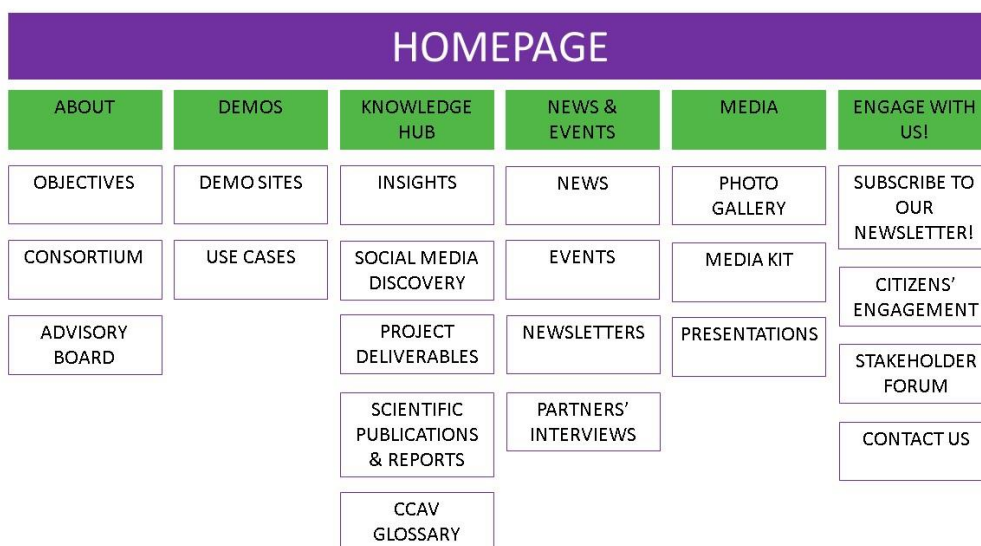 HOMEPAGE
ABOUT
DEMOS
KNOWLEDGE
HUB
NEWS &
EVENTS
MEDIA
ENGAGE WITH
US!
OBJECTIVES
CONSORTIUM
ADVISORY
BOARD
DEMO SITES
USE CASES
INSIGHTS
SOCIAL MEDIA
DISCOVERY
PROJECT
DELIVERABLES
SCIENTIFIC
PUBLICATIONS
& REPORTS
CCAV
GLOSSARY
NEWS
EVENTS
NEWSLETTERS
PARTNERS’
INTERVIEWS
PHOTO
GALLERY
MEDIA KIT
PRESENTATIONS
SUBSCRIBE TO
OUR
NEWSLETTER!
CITIZENS’
ENGAGEMENT
STAKEHOLDER
FORUM
CONTACT US